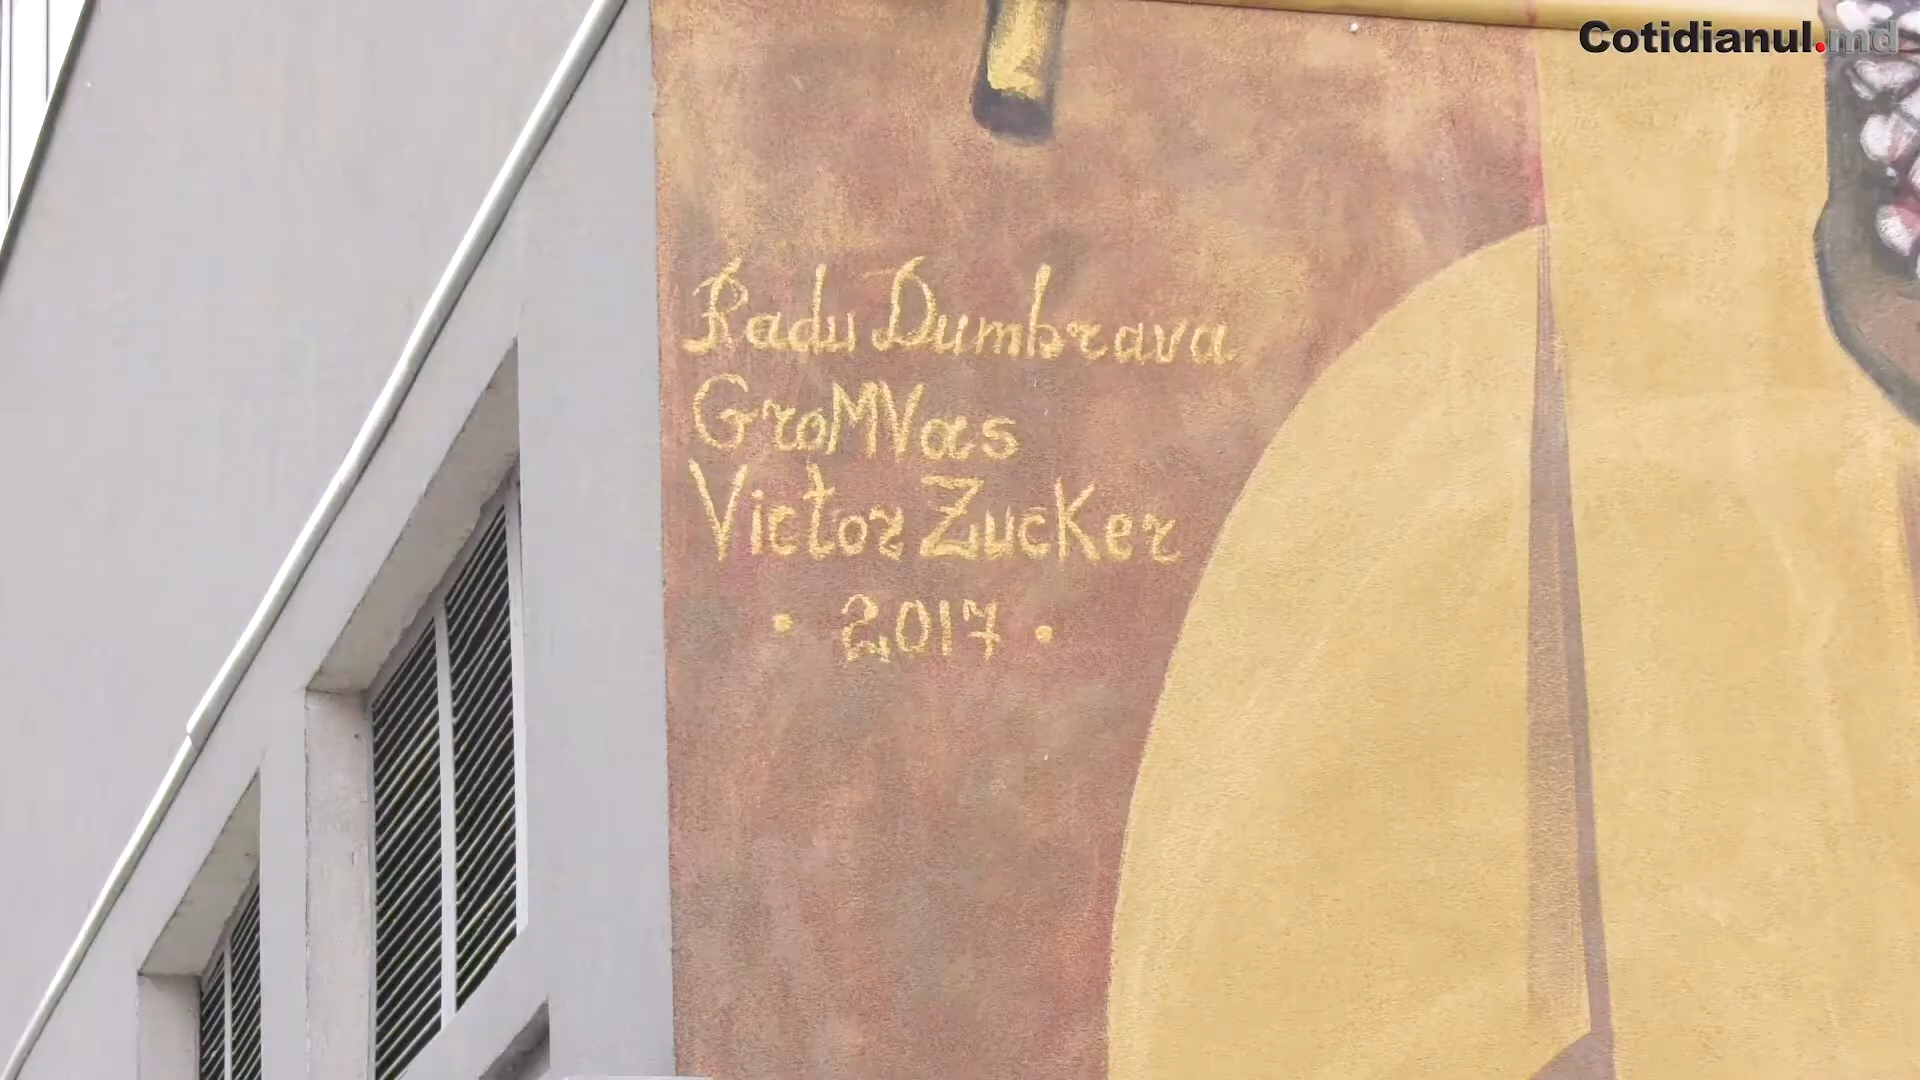 Cotidianul.md
Radu Dumbrava
GroMVas
Victor Zucker
• 2017 •